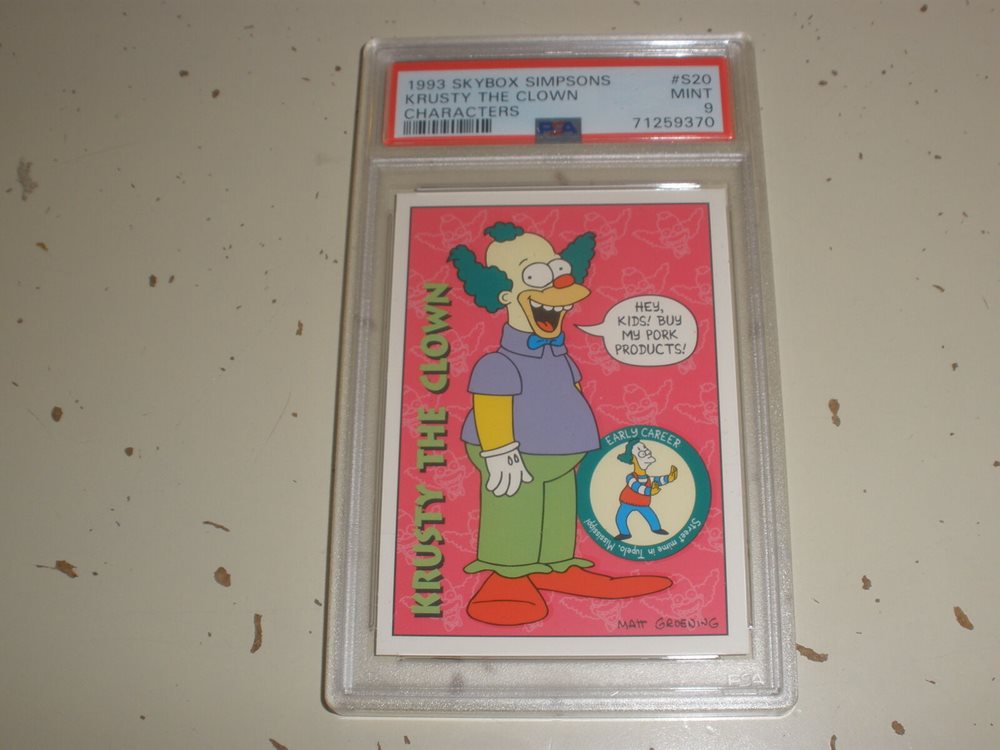 1993 SKYBOX SIMPSONS #S20
KRUSTY THE CLOWN MINT
CHARACTERS 9
PSA 71259370
KRUSTY THE CLOWN
HEY,
KIDS! BUY
MY PORK
PRODUCTS!
EARLY CAREER
Street mime in Tupelo, Mississippi
MATT GROENING
PSA